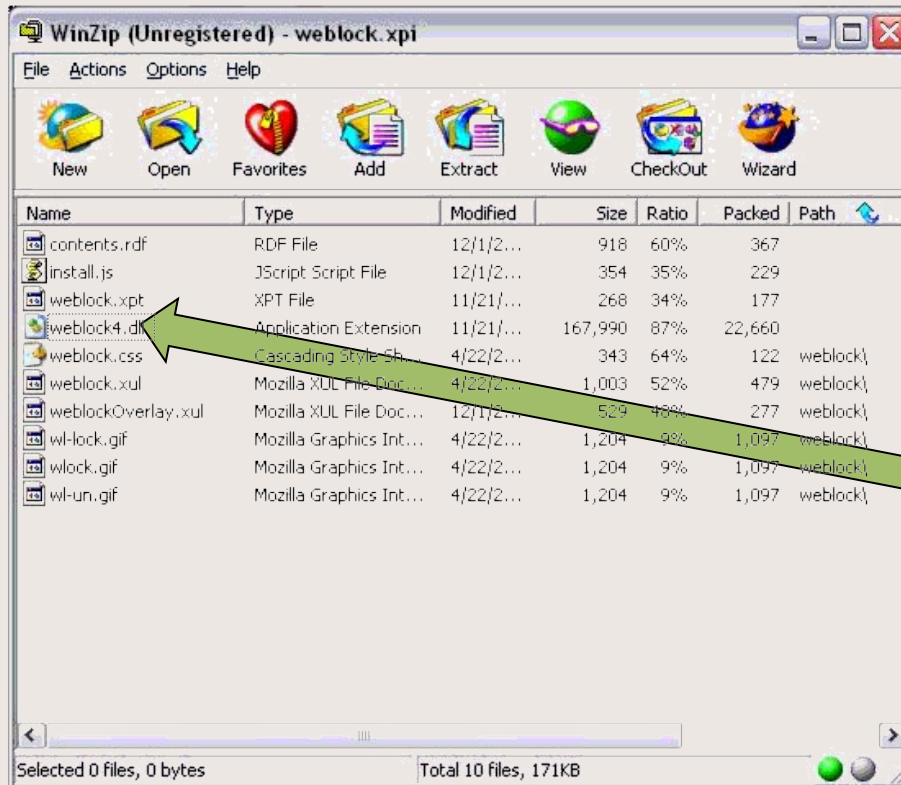 WinZip (Unregistered) - weblock.xpi
File Actions Options Help
New Open Favorites Add Extract View CheckOut Wizard
Name Type Modified Size Ratio Packed Path
contents.rdf RDF File 12/1/2... 918 60% 367
install.js JScript Script File 12/1/2... 354 35% 229
weblock.xpt XPT File 11/21/... 268 34% 177
weblock4.dll Application Extension 11/21/... 167,990 87% 22,660
weblock.css Cascading Style Sh... 4/22/2... 343 64% 122 weblock\
weblock.xul Mozilla XUL File Doc... 4/22/2... 1,003 52% 479 weblock\
weblockOverlay.xul Mozilla XUL File Doc... 12/1/2... 529 48% 277 weblock\
wl-lock.gif Mozilla Graphics Int... 4/22/2... 1,204 9% 1,097 weblock\
wlock.gif Mozilla Graphics Int... 4/22/2... 1,204 9% 1,097 weblock\
wl-un.gif Mozilla Graphics Int... 4/22/2... 1,204 9% 1,097 weblock\
Selected 0 files, 0 bytes Total 10 files, 171KB